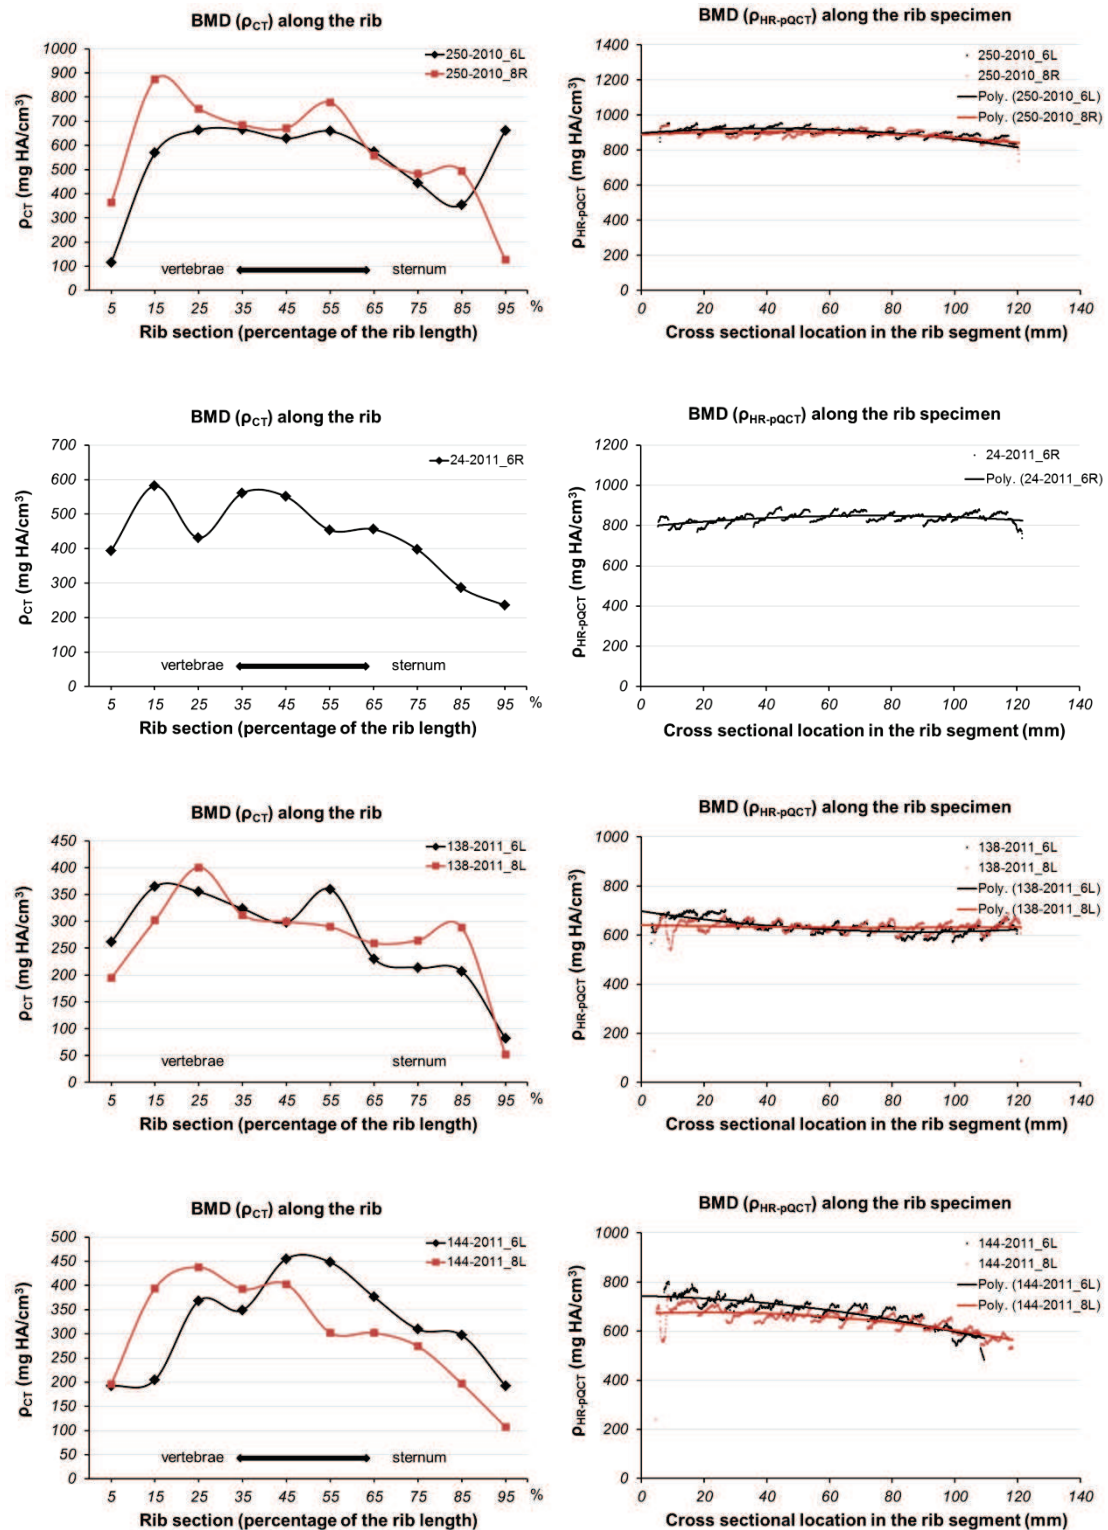 BMD (ρCT) along the rib
ρCT (mg HA/cm³)
1000
900
800
700
600
500
400
300
200
100
0
250-2010_6L
250-2010_8R
vertebrae sternum
5 15 25 35 45 55 65 75 85 95 %
Rib section (percentage of the rib length)
BMD (ρHR-pQCT) along the rib specimen
ρHR-pQCT (mg HA/cm³)
1400
1200
1000
800
600
400
200
0
250-2010_6L
250-2010_8R
Poly. (250-2010_6L)
Poly. (250-2010_8R)
0 20 40 60 80 100 120 140
Cross sectional location in the rib segment (mm)
BMD (ρCT) along the rib
ρCT (mg HA/cm³)
700
600
500
400
300
200
100
0
24-2011_6R
vertebrae sternum
5 15 25 35 45 55 65 75 85 95 %
Rib section (percentage of the rib length)
BMD (ρHR-pQCT) along the rib specimen
ρHR-pQCT (mg HA/cm³)
1200
1000
800
600
400
200
0
24-2011_6R
Poly. (24-2011_6R)
0 20 40 60 80 100 120 140
Cross sectional location in the rib segment (mm)
BMD (ρCT) along the rib
ρCT (mg HA/cm³)
450
400
350
300
250
200
150
100
50
0
138-2011_6L
138-2011_8L
vertebrae sternum
5 15 25 35 45 55 65 75 85 95 %
Rib section (percentage of the rib length)
BMD (ρHR-pQCT) along the rib specimen
ρHR-pQCT (mg HA/cm³)
1000
800
600
400
200
0
138-2011_6L
138-2011_8L
Poly. (138-2011_6L)
Poly. (138-2011_8L)
0 20 40 60 80 100 120 140
Cross sectional location in the rib segment (mm)
BMD (ρCT) along the rib
ρCT (mg HA/cm³)
500
450
400
350
300
250
200
150
100
50
0
144-2011_6L
144-2011_8L
vertebrae sternum
5 15 25 35 45 55 65 75 85 95 %
Rib section (percentage of the rib length)
BMD (ρHR-pQCT) along the rib specimen
ρHR-pQCT (mg HA/cm³)
1000
800
600
400
200
0
144-2011_6L
144-2011_8L
Poly. (144-2011_6L)
Poly. (144-2011_8L)
0 20 40 60 80 100 120 140
Cross sectional location in the rib segment (mm)